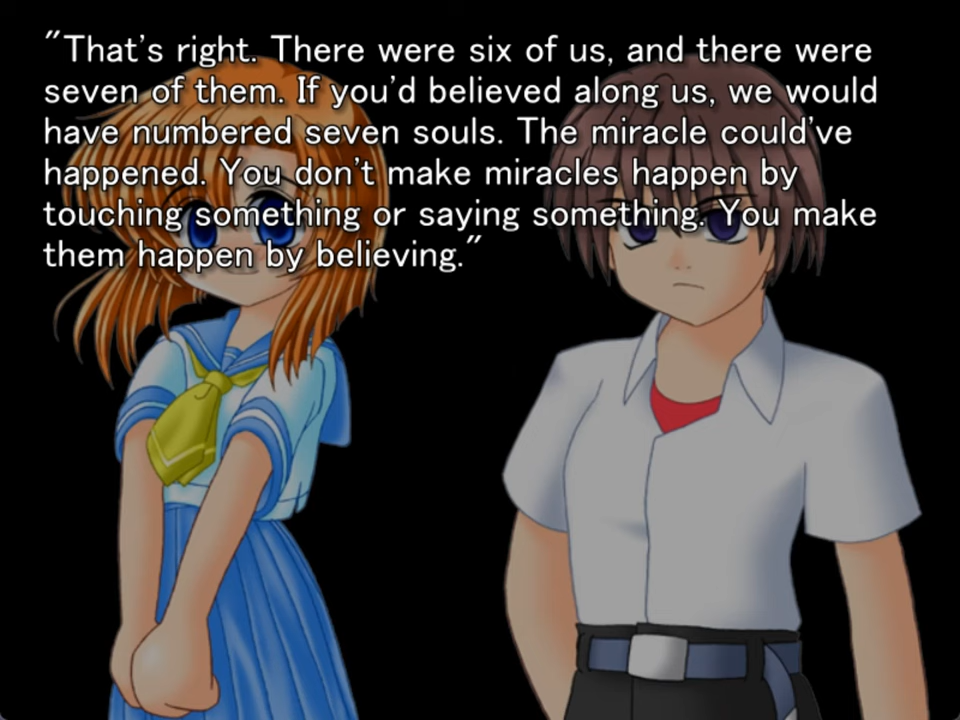 "That's right. There were six of us, and there were
seven of them. If you'd believed along us, we would
have numbered seven souls. The miracle could've
happened. You don't make miracles happen by
touching something or saying something. You make
them happen by believing."